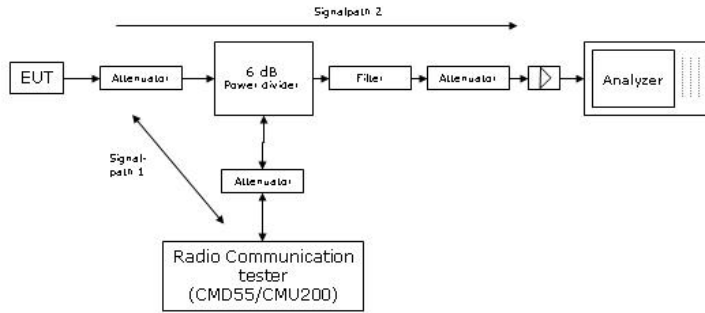 Signalpath 2
EUT
Attenuator
6 dB
Power divider
Filter
Attenuator
Analyzer
Signal-
path 1
Attenuator
Radio Communication
tester
(CMD55/CMU200)